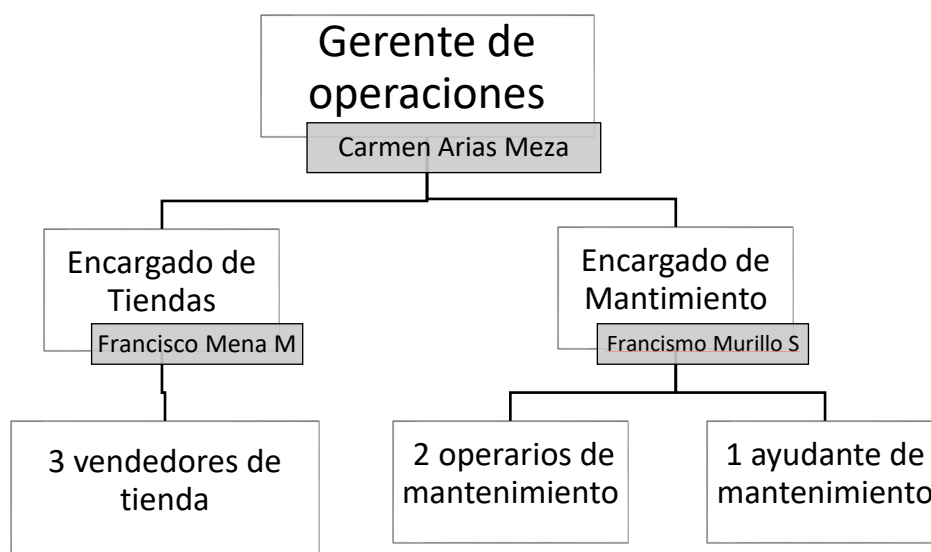 Gerente de
operaciones
Carmen Arias Meza
Encargado de
Tiendas
Francisco Mena M
Encargado de
Mantimiento
Francismo Murillo S
3 vendedores de
tienda
2 operarios de
mantenimiento
1 ayudante de
mantenimiento